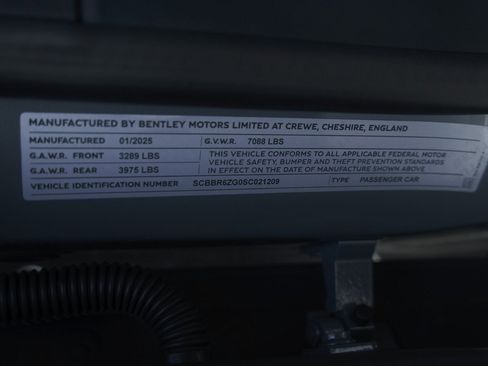 MANUFACTURED BY BENTLEY MOTORS LIMITED AT CREWE, CHESHIRE, ENGLAND
MANUFACTURED 01/2025 G.V.W.R. 7088 LBS
G.A.W.R. FRONT 3289 LBS
G.A.W.R. REAR 3975 LBS
THIS VEHICLE CONFORMS TO ALL APPLICABLE FEDERAL MOTOR
VEHICLE SAFETY, BUMPER AND THEFT PREVENTION STANDARDS
IN EFFECT ON THE DATE OF MANUFACTURE SHOWN ABOVE
VEHICLE IDENTIFICATION NUMBER SCBBR6ZG0SC021209 TYPE PASSENGER CAR